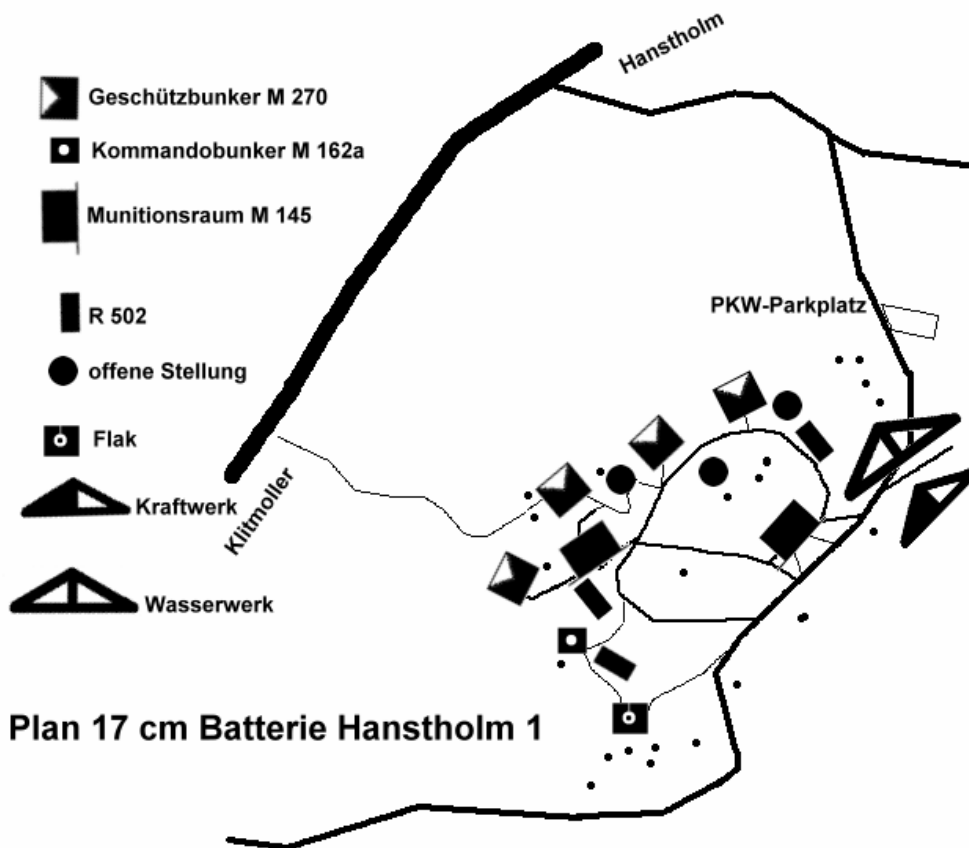 Hanstholm
Geschützbunker M 270
Kommandobunker M 162a
Munitionsraum M 145
R 502
PKW-Parkplatz
offene Stellung
Flak
Kraftwerk
Klitmoller
Wasserwerk
Plan 17 cm Batterie Hanstholm 1